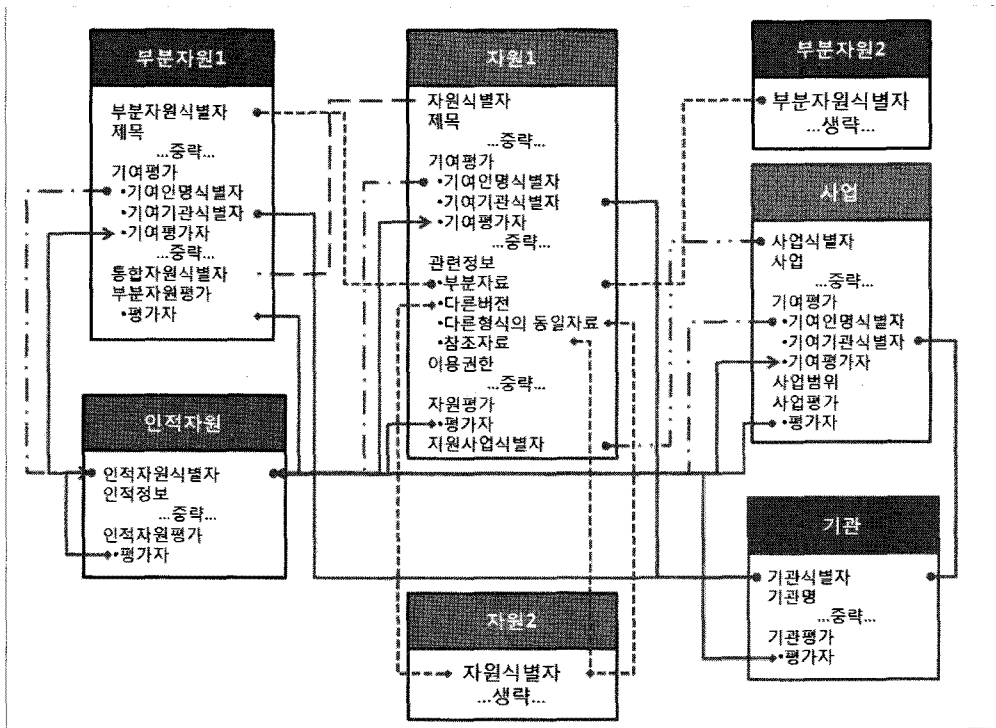 부분자원1
부분자원식별자
제목
...중략...
기여평가
•기여인명식별자
•기여기관식별자
•기여평가자
...중략...
통합자원식별자
부분자원평가
•평가자
자원1
자원식별자
제목
...중략...
기여평가
•기여인명식별자
•기여기관식별자
•기여평가자
...중략...
관련정보
•부분자료
•다른버전
•다른형식의 동일자료
•참조자료
이용권한
...중략...
자원평가
•평가자
지원사업식별자
부분자원2
부분자원식별자
...생략...
사업
사업식별자
사업
...중략...
기여평가
•기여인명식별자
•기여기관식별자
•기여평가자
사업범위
사업평가
•평가자
인적자원
인적자원식별자
인적정보
...중략...
인적자원평가
•평가자
기관
기관식별자
기관명
...중략...
기관평가
•평가자
자원2
자원식별자
...생략...